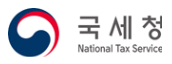 국세청
National Tax Service